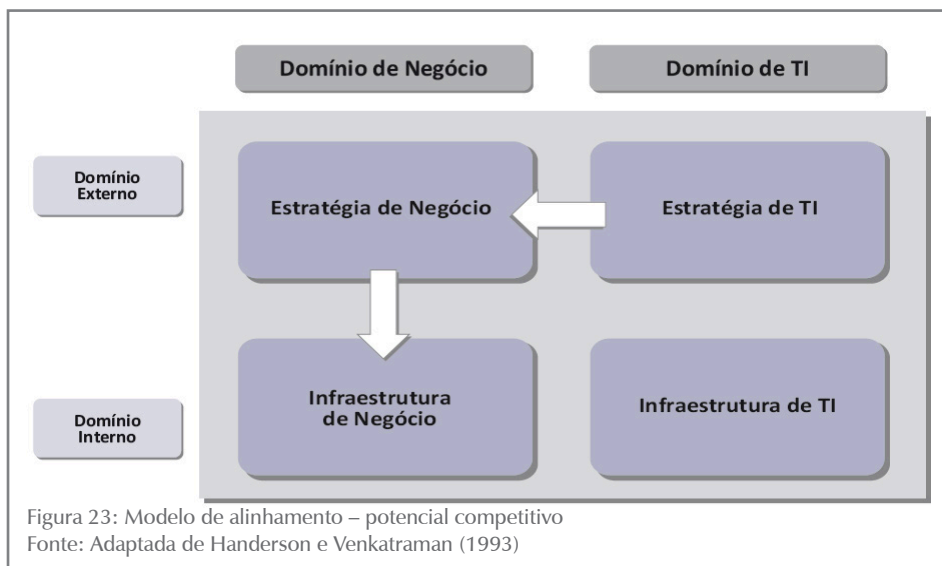 Domínio de Negócio
Domínio de TI
Domínio
Externo
Estratégia de Negócio
Estratégia de TI
Domínio
Interno
Infraestrutura
de Negócio
Infraestrutura de TI
Figura 23: Modelo de alinhamento – potencial competitivo
Fonte: Adaptada de Handerson e Venkatraman (1993)